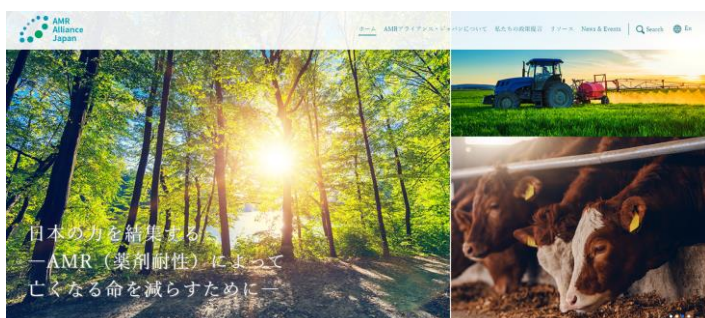 AMR
Alliance
Japan
ホーム AMRアライアンス・ジャパンについて 私たちの政策提言 リソース News & Events Search En
日本の力を結集する
―AMR（薬剤耐性）によって
亡くなる命を減らすために―